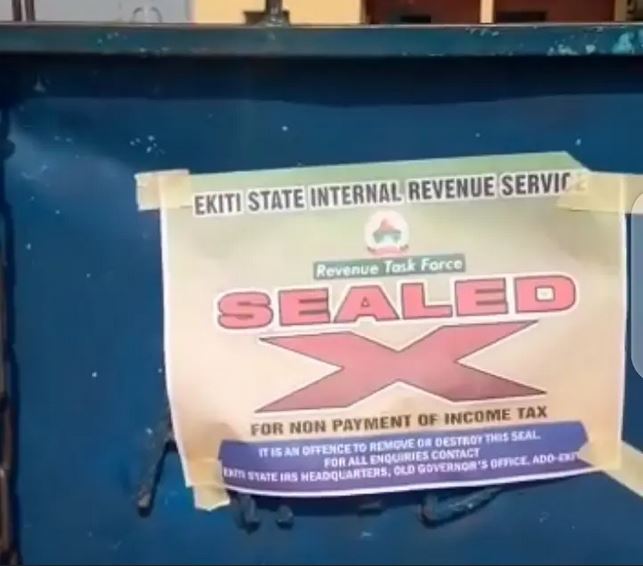 EKITI STATE INTERNAL REVENUE SERVIC
Revenue Task Force
SEALED
X
FOR NON PAYMENT OF INCOME TAX
IT IS AN OFFENCE TO REMOVE OR DESTROY THIS SEAL.
FOR ALL ENQUIRIES CONTACT
EKITI STATE IRS HEADQUARTERS, OLD GOVERNOR'S OFFICE, ADO-EKI